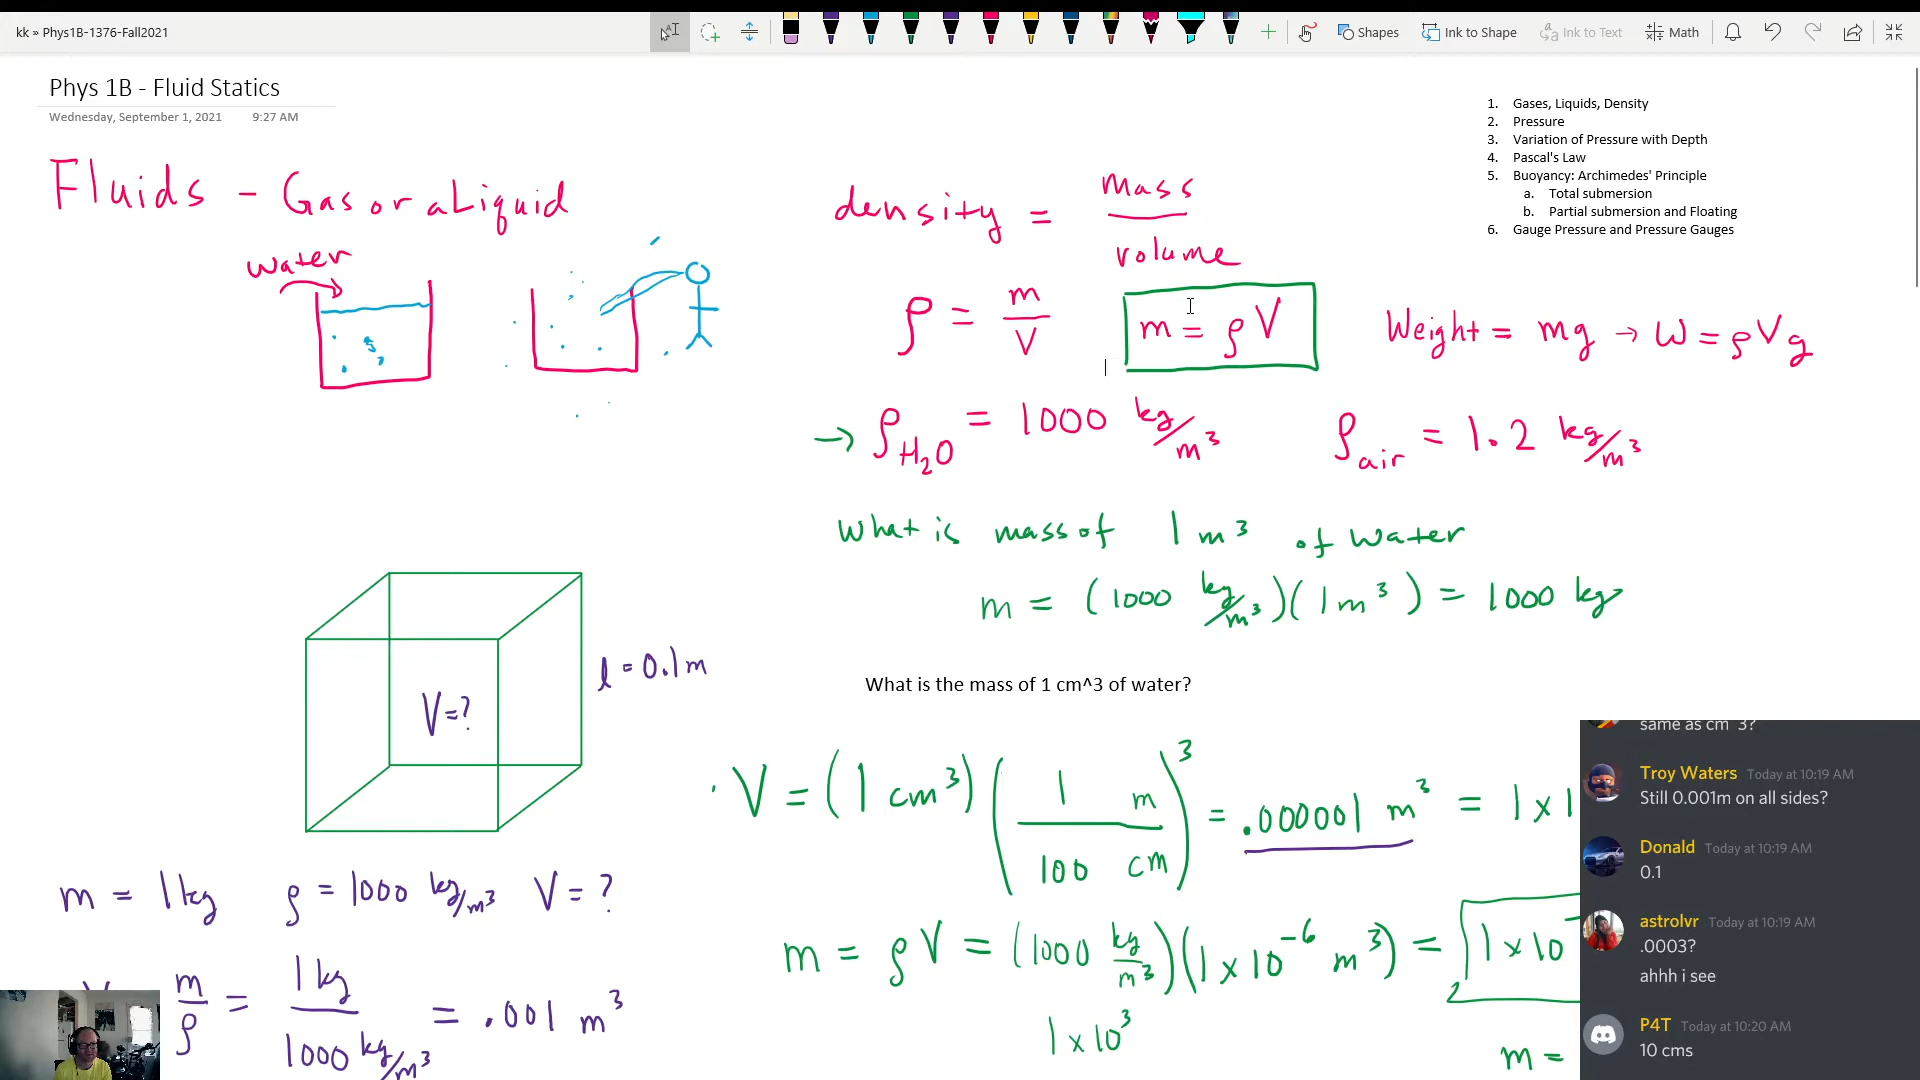 kk » Phys1B-1376-Fall2021
Shapes
Ink to Shape
Ink to Text
Math
Phys 1B - Fluid Statics
Wednesday, September 1, 2021 9:27 AM
1. Gases, Liquids, Density
2. Pressure
3. Variation of Pressure with Depth
4. Pascal's Law
5. Buoyancy: Archimedes' Principle
a. Total submersion
b. Partial submersion and Floating
6. Gauge Pressure and Pressure Gauges
Fluids - Gas or a Liquid
water
density = mass / volume
ρ = m / V
m = ρV
Weight = mg → W = ρVg
→ ρH₂O = 1000 kg/m³
ρair = 1.2 kg/m³
What is mass of 1 m³ of water
m = (1000 kg/m³)(1m³) = 1000 kg
What is the mass of 1 cm^3 of water?
V=?
l = 0.1m
V = (1 cm³)(1 m / 100 cm)³ = .000001 m³ = 1 x 1
m = ρV = (1000 kg/m³)(1 x 10⁻⁶ m³) = 1 x 10⁻
1 x 10³
m =
m = 1kg ρ = 1000 kg/m³ V = ?
m/ρ = 1kg / 1000 kg/m³ = .001 m³
same as cm 3?
Troy Waters Today at 10:19 AM
Still 0.001m on all sides?
Donald Today at 10:19 AM
0.1
astrolvr Today at 10:19 AM
.0003?
ahhh i see
P4T Today at 10:20 AM
10 cms